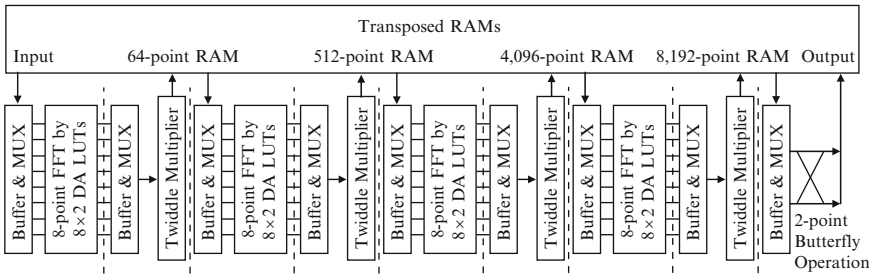 Transposed RAMs
Input
64-point RAM
512-point RAM
4,096-point RAM
8,192-point RAM
Output
Buffer & MUX
8-point FFT by
8×2 DA LUTs
Buffer & MUX
Twiddle Multiplier
Buffer & MUX
8-point FFT by
8×2 DA LUTs
Buffer & MUX
Twiddle Multiplier
Buffer & MUX
8-point FFT by
8×2 DA LUTs
Buffer & MUX
Twiddle Multiplier
Buffer & MUX
8-point FFT by
8×2 DA LUTs
Buffer & MUX
Twiddle Multiplier
Buffer & MUX
2-point
Butterfly
Operation